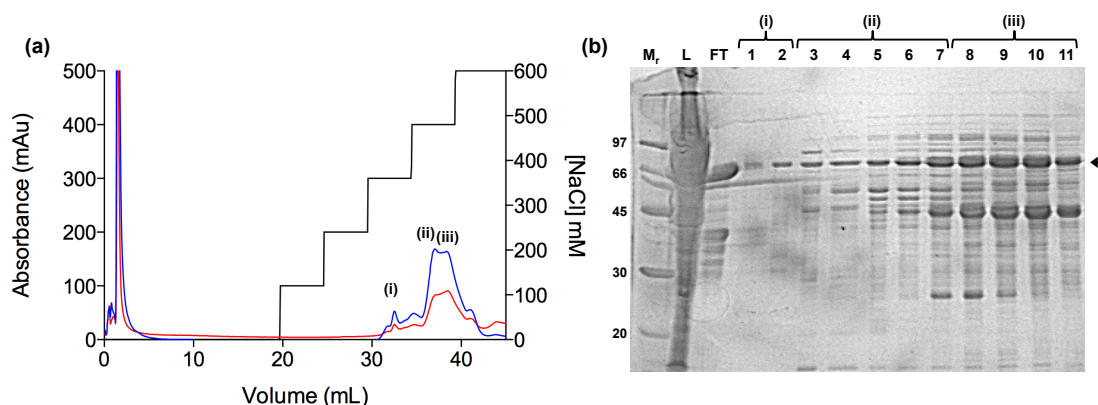 (a)
500
400
300
200
100
0
Absorbance (mAu)
0 10 20 30 40
Volume (mL)
600
500
400
300
200
100
0
[NaCl] mM
(i)
(ii) (iii)
(b)
(i) (ii) (iii)
Mr L FT 1 2 3 4 5 6 7 8 9 10 11
97
66
45
30
20